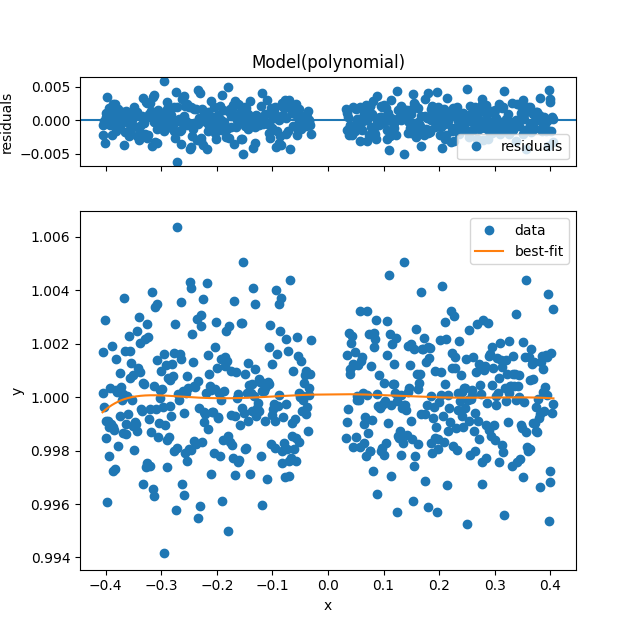 Model(polynomial)
0.005
0.000
−0.005
residuals
residuals
1.006
1.004
1.002
1.000
0.998
0.996
0.994
y
data
best-fit
−0.4 −0.3 −0.2 −0.1 0.0 0.1 0.2 0.3 0.4
x